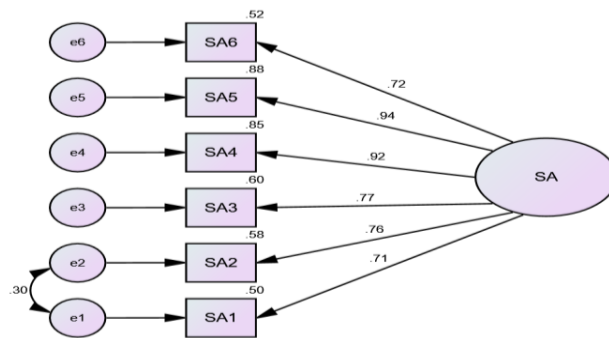 .52
e6 SA6
.72
.88
e5 SA5
.94
.85
e4 SA4
.92
SA
.60
e3 SA3
.77
.58
e2 SA2
.76
.30
.50
e1 SA1
.71